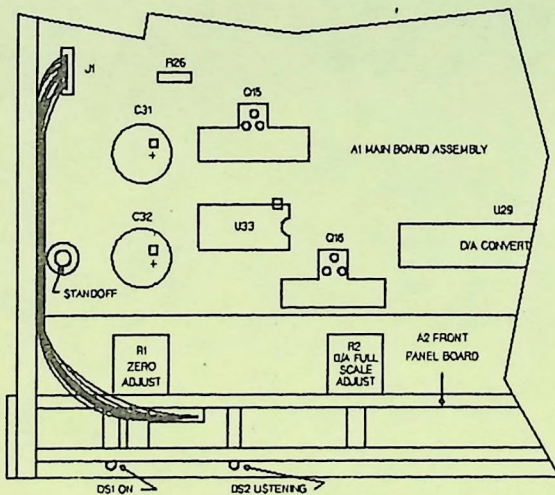 J1
R26
C31
Q15
A1 MAIN BOARD ASSEMBLY
C32
U33
U29
Q16
D/A CONVERT
STANDOFF
R1
ZERO
ADJUST
R2
D/A FULL
SCALE
ADJUST
A2 FRONT
PANEL BOARD
DS1 ON
DS2 LISTENING